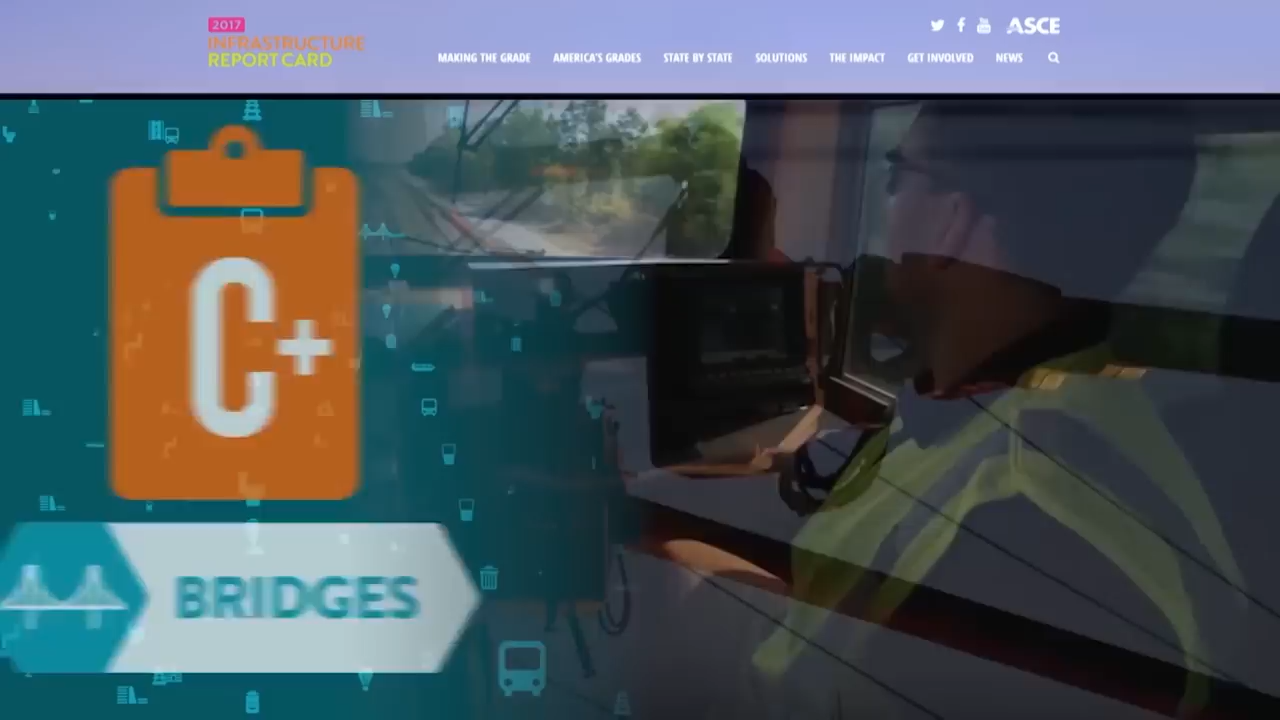 2017
INFRASTRUCTURE
REPORT CARD
ASCE
MAKING THE GRADE AMERICA'S GRADES STATE BY STATE SOLUTIONS THE IMPACT GET INVOLVED NEWS
C+
BRIDGES